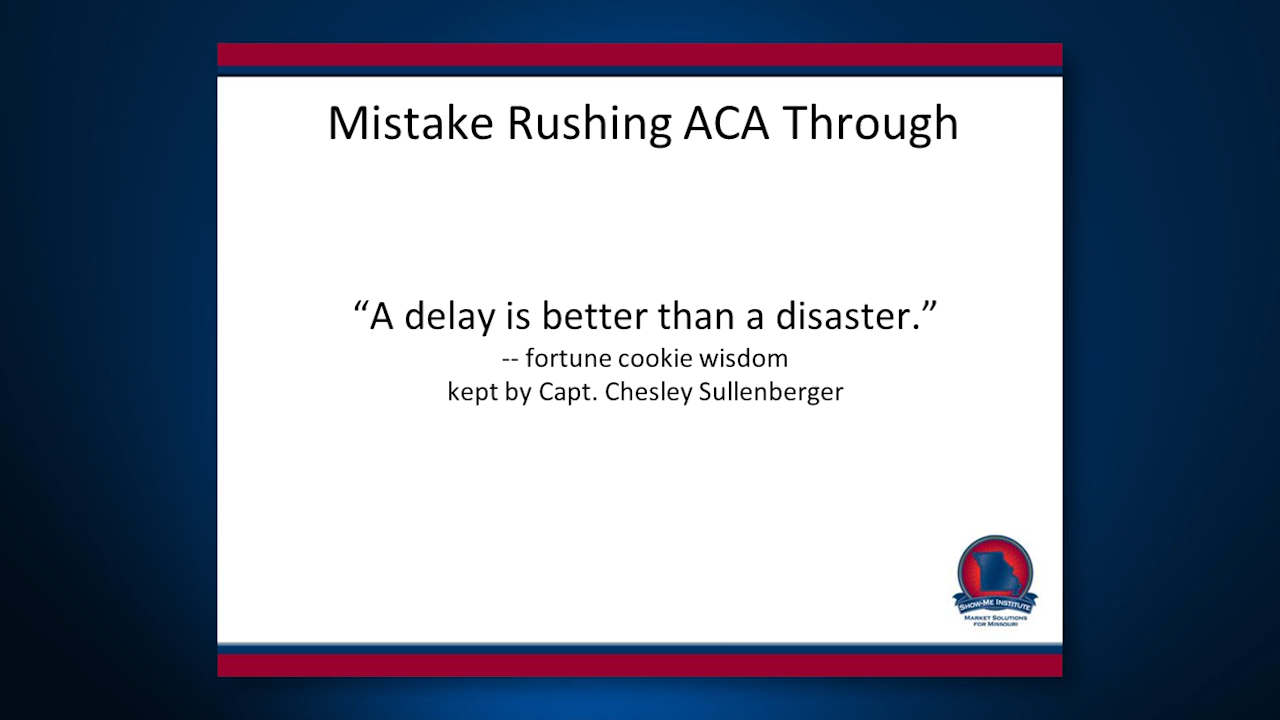 Mistake Rushing ACA Through
“A delay is better than a disaster.”
-- fortune cookie wisdom
kept by Capt. Chesley Sullenberger
SHOW-ME INSTITUTE
MARKET SOLUTIONS
FOR MISSOURI